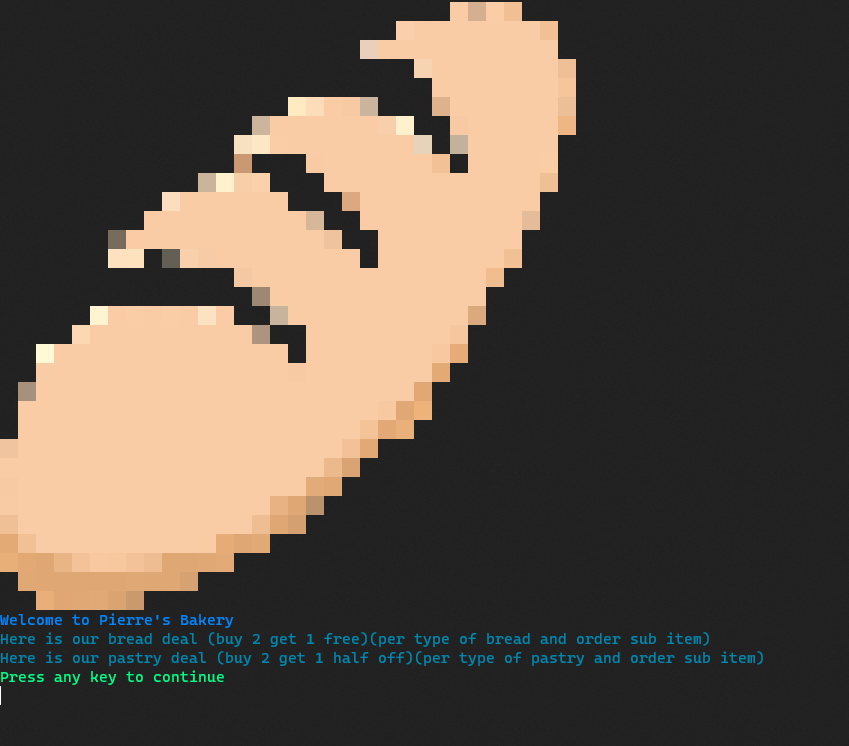 Welcome to Pierre's Bakery
Here is our bread deal (buy 2 get 1 free)(per type of bread and order sub item)
Here is our pastry deal (buy 2 get 1 half off)(per type of pastry and order sub item)
Press any key to continue